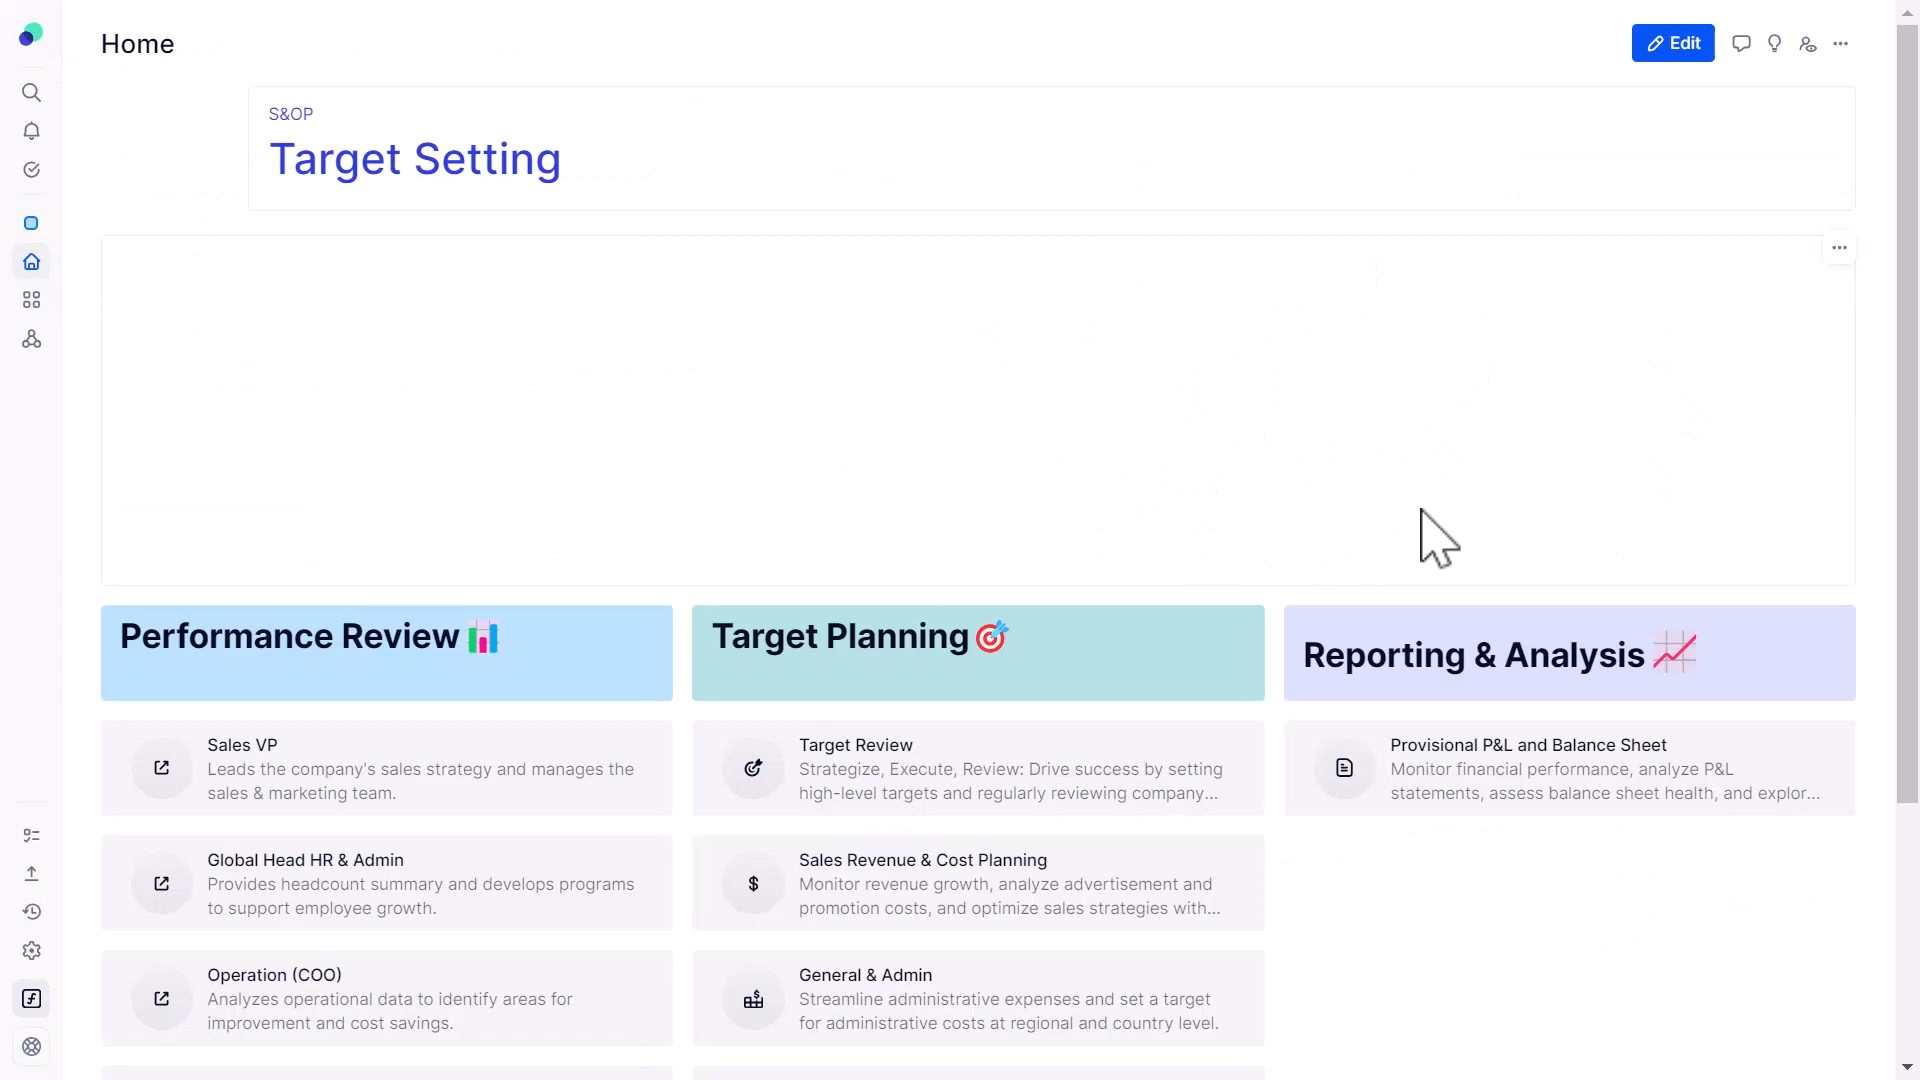 Home
Edit
S&OP
Target Setting
Performance Review
Target Planning
Reporting & Analysis
Sales VP
Leads the company's sales strategy and manages the
sales & marketing team.
Target Review
Strategize, Execute, Review: Drive success by setting
high-level targets and regularly reviewing company...
Provisional P&L and Balance Sheet
Monitor financial performance, analyze P&L
statements, assess balance sheet health, and explor...
Global Head HR & Admin
Provides headcount summary and develops programs
to support employee growth.
Sales Revenue & Cost Planning
Monitor revenue growth, analyze advertisement and
promotion costs, and optimize sales strategies with...
Operation (COO)
Analyzes operational data to identify areas for
improvement and cost savings.
General & Admin
Streamline administrative expenses and set a target
for administrative costs at regional and country level.